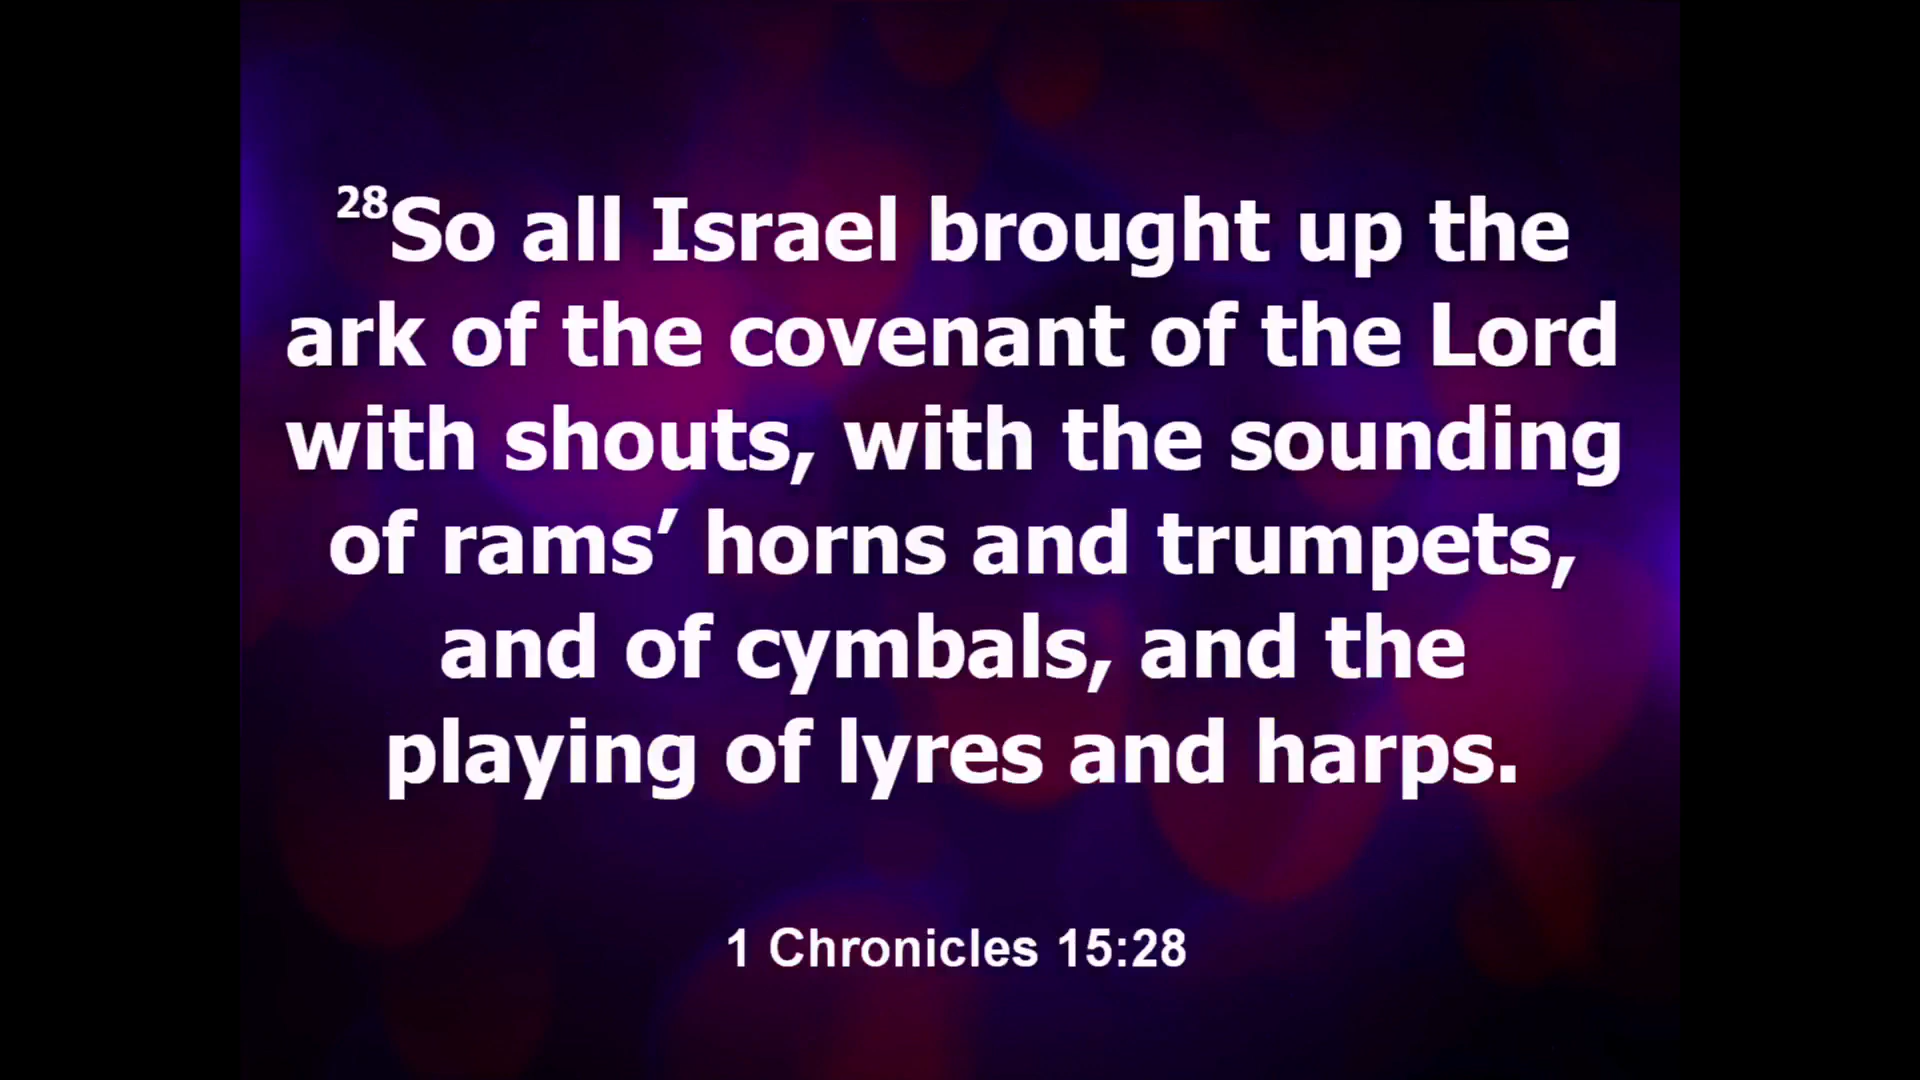 28So all Israel brought up the
ark of the covenant of the Lord
with shouts, with the sounding
of rams’ horns and trumpets,
and of cymbals, and the
playing of lyres and harps.
1 Chronicles 15:28